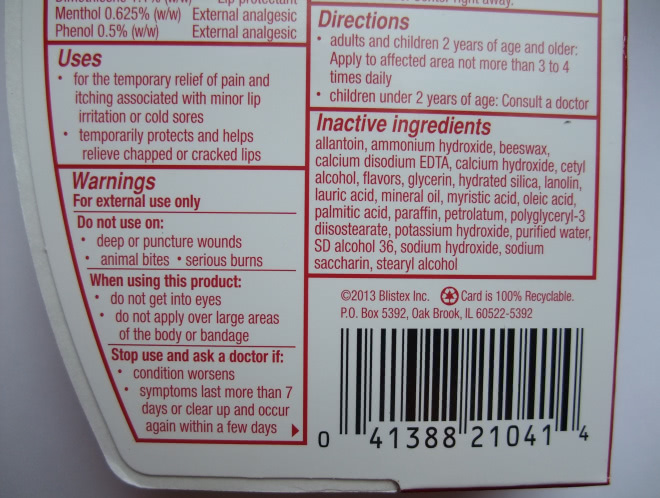 1.1% (w/w) Lip protectant
Menthol 0.625% (w/w) External analgesic
Phenol 0.5% (w/w) External analgesic
Uses
• for the temporary relief of pain and
itching associated with minor lip
irritation or cold sores
• temporarily protects and helps
relieve chapped or cracked lips
Warnings
For external use only
Do not use on:
• deep or puncture wounds
• animal bites • serious burns
When using this product:
• do not get into eyes
• do not apply over large areas
of the body or bandage
Stop use and ask a doctor if:
• condition worsens
• symptoms last more than 7
days or clear up and occur
again within a few days
right away.
Directions
• adults and children 2 years of age and older:
Apply to affected area not more than 3 to 4
times daily
• children under 2 years of age: Consult a doctor
Inactive ingredients
allantoin, ammonium hydroxide, beeswax,
calcium disodium EDTA, calcium hydroxide, cetyl
alcohol, flavors, glycerin, hydrated silica, lanolin,
lauric acid, mineral oil, myristic acid, oleic acid,
palmitic acid, paraffin, petrolatum, polyglyceryl-3
diisostearate, potassium hydroxide, purified water,
SD alcohol 36, sodium hydroxide, sodium
saccharin, stearyl alcohol
©2013 Blistex Inc. Card is 100% Recyclable.
P.O. Box 5392, Oak Brook, IL 60522-5392
0 41388 21041 4